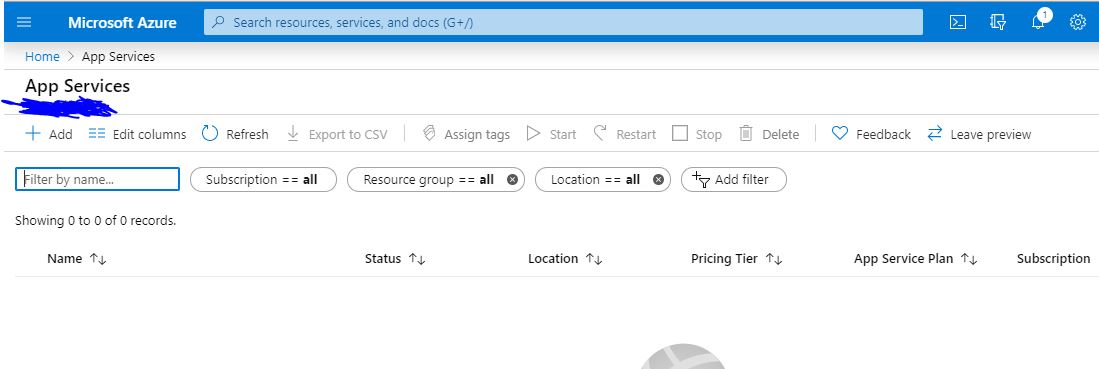 Microsoft Azure Search resources, services, and docs (G+/) 1
Home > App Services
App Services
Add Edit columns Refresh Export to CSV Assign tags Start Restart Stop Delete Feedback Leave preview
Filter by name... Subscription == all Resource group == all Location == all Add filter
Showing 0 to 0 of 0 records.
Name Status Location Pricing Tier App Service Plan Subscription